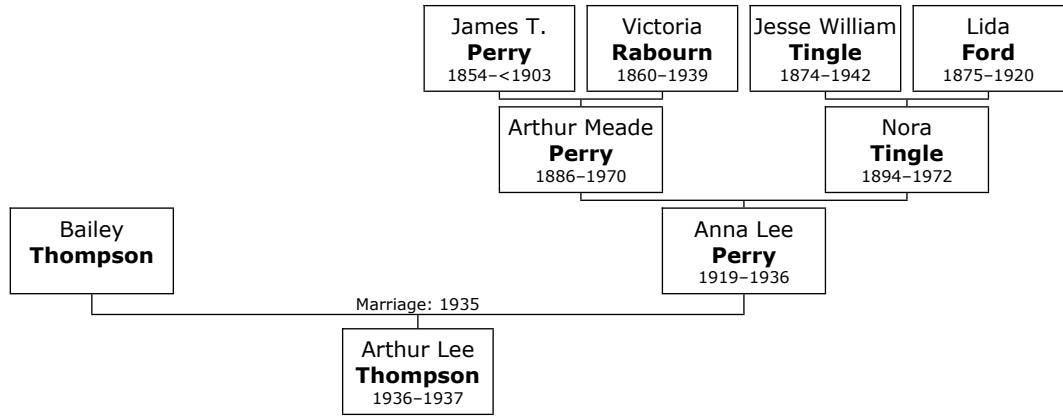 James T.
Perry
1854–<1903
Victoria
Rabourn
1860–1939
Jesse William
Tingle
1874–1942
Lida
Ford
1875–1920
Arthur Meade
Perry
1886–1970
Nora
Tingle
1894–1972
Bailey
Thompson
Anna Lee
Perry
1919–1936
Marriage: 1935
Arthur Lee
Thompson
1936–1937